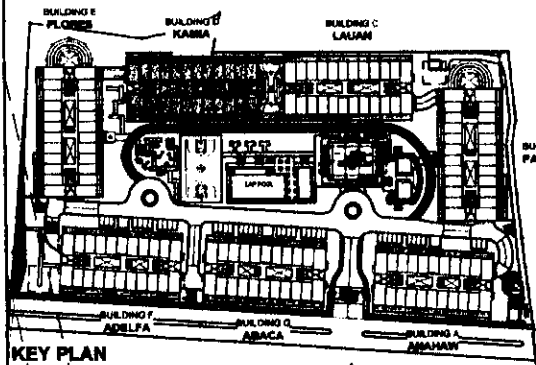 BUILDING E
FLORES
BUILDING D
KAMIA
BUILDING C
LAUAN
LAP POOL
BUILDING F
ADELFA
BUILDING G
ABACA
BUILDING A
ANAHAW
KEY PLAN